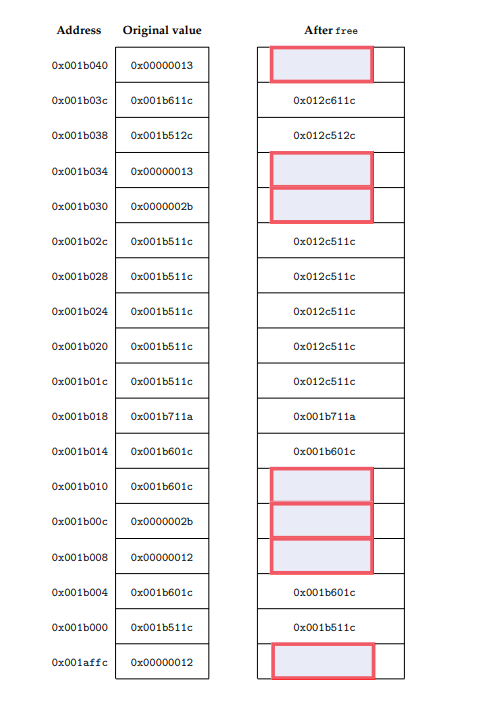 Address Original value After free
0x001b040 0x00000013
0x001b03c 0x001b611c 0x012c611c
0x001b038 0x001b512c 0x012c512c
0x001b034 0x00000013
0x001b030 0x0000002b
0x001b02c 0x001b511c 0x012c511c
0x001b028 0x001b511c 0x012c511c
0x001b024 0x001b511c 0x012c511c
0x001b020 0x001b511c 0x012c511c
0x001b01c 0x001b511c 0x012c511c
0x001b018 0x001b711a 0x001b711a
0x001b014 0x001b601c 0x001b601c
0x001b010 0x001b601c
0x001b00c 0x0000002b
0x001b008 0x00000012
0x001b004 0x001b601c 0x001b601c
0x001b000 0x001b511c 0x001b511c
0x001affc 0x00000012